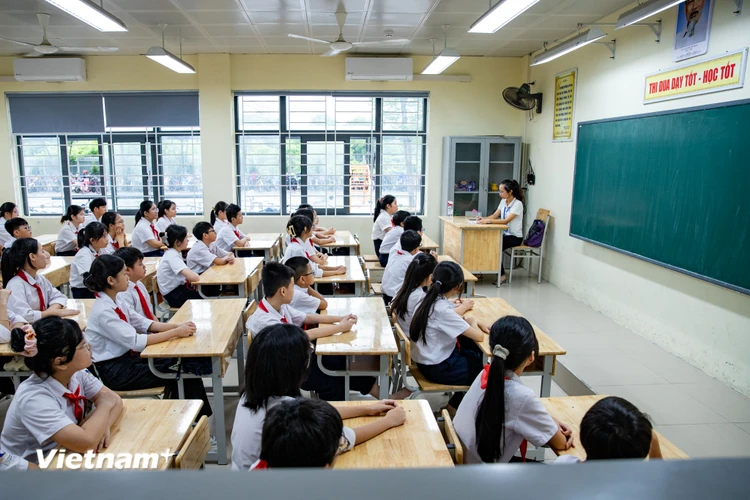 THI ĐUA DẠY TỐT - HỌC TỐT
Vietnam+